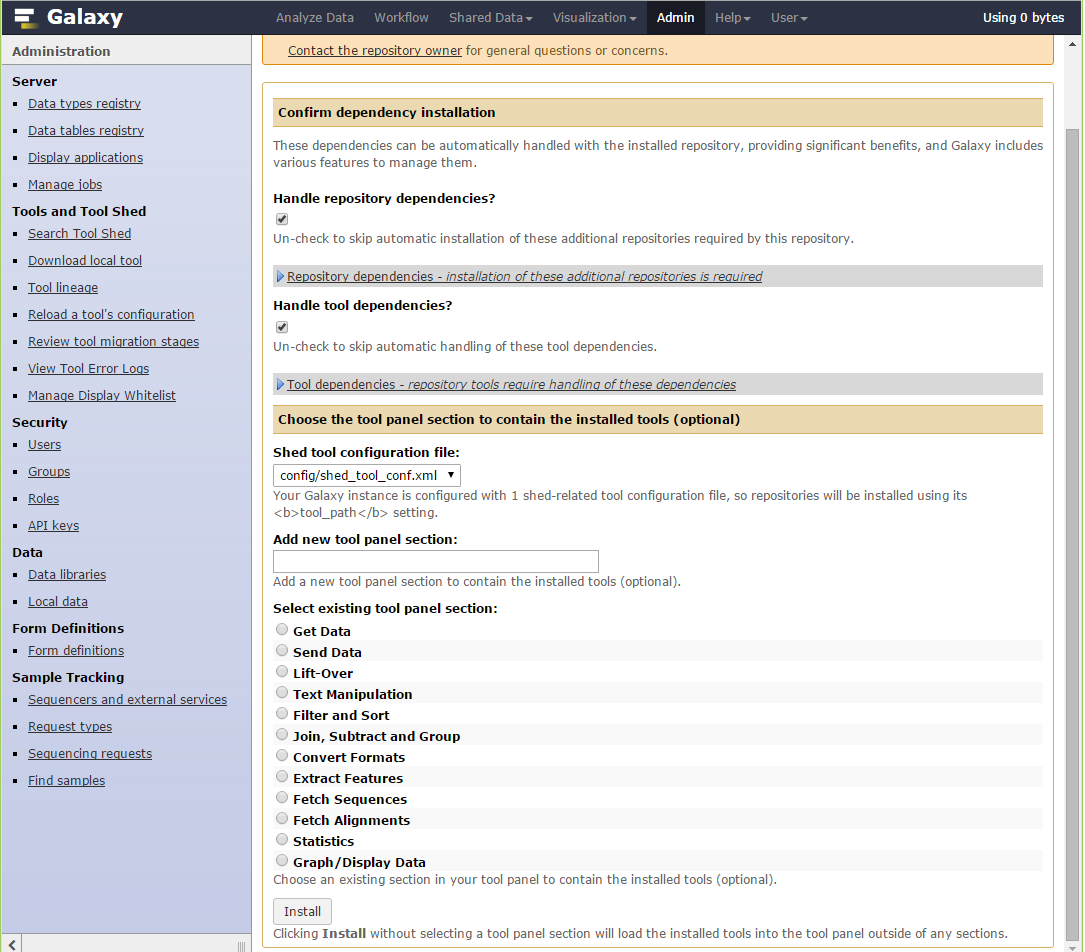 Galaxy
Analyze Data Workflow Shared Data Visualization Admin Help User Using 0 bytes
Administration
Server
Data types registry
Data tables registry
Display applications
Manage jobs
Tools and Tool Shed
Search Tool Shed
Download local tool
Tool lineage
Reload a tool's configuration
Review tool migration stages
View Tool Error Logs
Manage Display Whitelist
Security
Users
Groups
Roles
API keys
Data
Data libraries
Local data
Form Definitions
Form definitions
Sample Tracking
Sequencers and external services
Request types
Sequencing requests
Find samples
Contact the repository owner for general questions or concerns.
Confirm dependency installation
These dependencies can be automatically handled with the installed repository, providing significant benefits, and Galaxy includes
various features to manage them.
Handle repository dependencies?
Un-check to skip automatic installation of these additional repositories required by this repository.
Repository dependencies - installation of these additional repositories is required
Handle tool dependencies?
Un-check to skip automatic handling of these tool dependencies.
Tool dependencies - repository tools require handling of these dependencies
Choose the tool panel section to contain the installed tools (optional)
Shed tool configuration file:
config/shed_tool_conf.xml
Your Galaxy instance is configured with 1 shed-related tool configuration file, so repositories will be installed using its
<b>tool_path</b> setting.
Add new tool panel section:
Add a new tool panel section to contain the installed tools (optional).
Select existing tool panel section:
Get Data
Send Data
Lift-Over
Text Manipulation
Filter and Sort
Join, Subtract and Group
Convert Formats
Extract Features
Fetch Sequences
Fetch Alignments
Statistics
Graph/Display Data
Choose an existing section in your tool panel to contain the installed tools (optional).
Install
Clicking Install without selecting a tool panel section will load the installed tools into the tool panel outside of any sections.